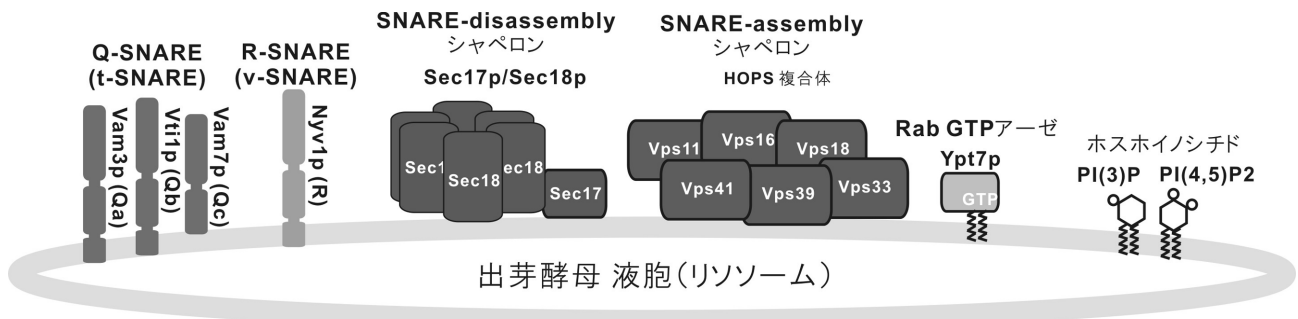 Q-SNARE
(t-SNARE)
Vam3p (Qa)
Vti1p (Qb)
Vam7p (Qc)
R-SNARE
(v-SNARE)
Nyv1p (R)
SNARE-disassembly
シャペロン
Sec17p/Sec18p
Sec1
Sec18
ec18
Sec17
SNARE-assembly
シャペロン
HOPS 複合体
Vps11
Vps16
Vps18
Vps41
Vps39
Vps33
Rab GTPアーゼ
Ypt7p
GTP
ホスホイノシチド
PI(3)P PI(4,5)P2
出芽酵母 液胞(リソソーム)